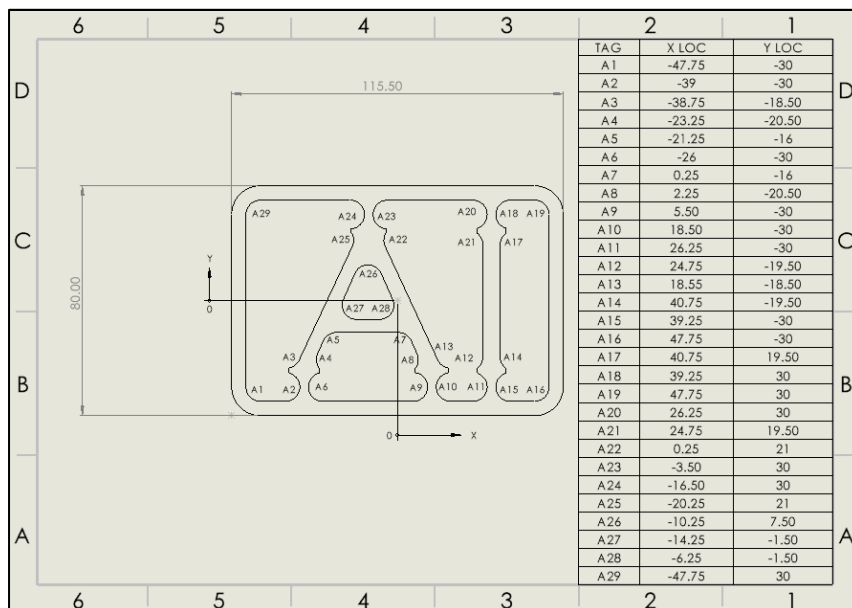 6 5 4 3 2 1
TAG X LOC Y LOC
A1 -47.75 -30
A2 -39 -30
A3 -38.75 -18.50
A4 -23.25 -20.50
A5 -21.25 -16
A6 -26 -30
A7 0.25 -16
A8 2.25 -20.50
A9 5.50 -30
A10 18.50 -30
A11 26.25 -30
A12 24.75 -19.50
A13 18.55 -18.50
A14 40.75 -19.50
A15 39.25 -30
A16 47.75 -30
A17 40.75 19.50
A18 39.25 30
A19 47.75 30
A20 26.25 30
A21 24.75 19.50
A22 0.25 21
A23 -3.50 30
A24 -16.50 30
A25 -20.25 21
A26 -10.25 7.50
A27 -14.25 -1.50
A28 -6.25 -1.50
A29 -47.75 30
D D
C C
B B
A A
115.50
80.00
A29 A24 A23 A20 A18 A19
A25 A22 A21 A17
Y
0
A26
A27 A28
A5 A7 A13
A3 A4 A8 A12 A14
A1 A2 A6 A9 A10 A11 A15 A16
0 X
6 5 4 3 2 1